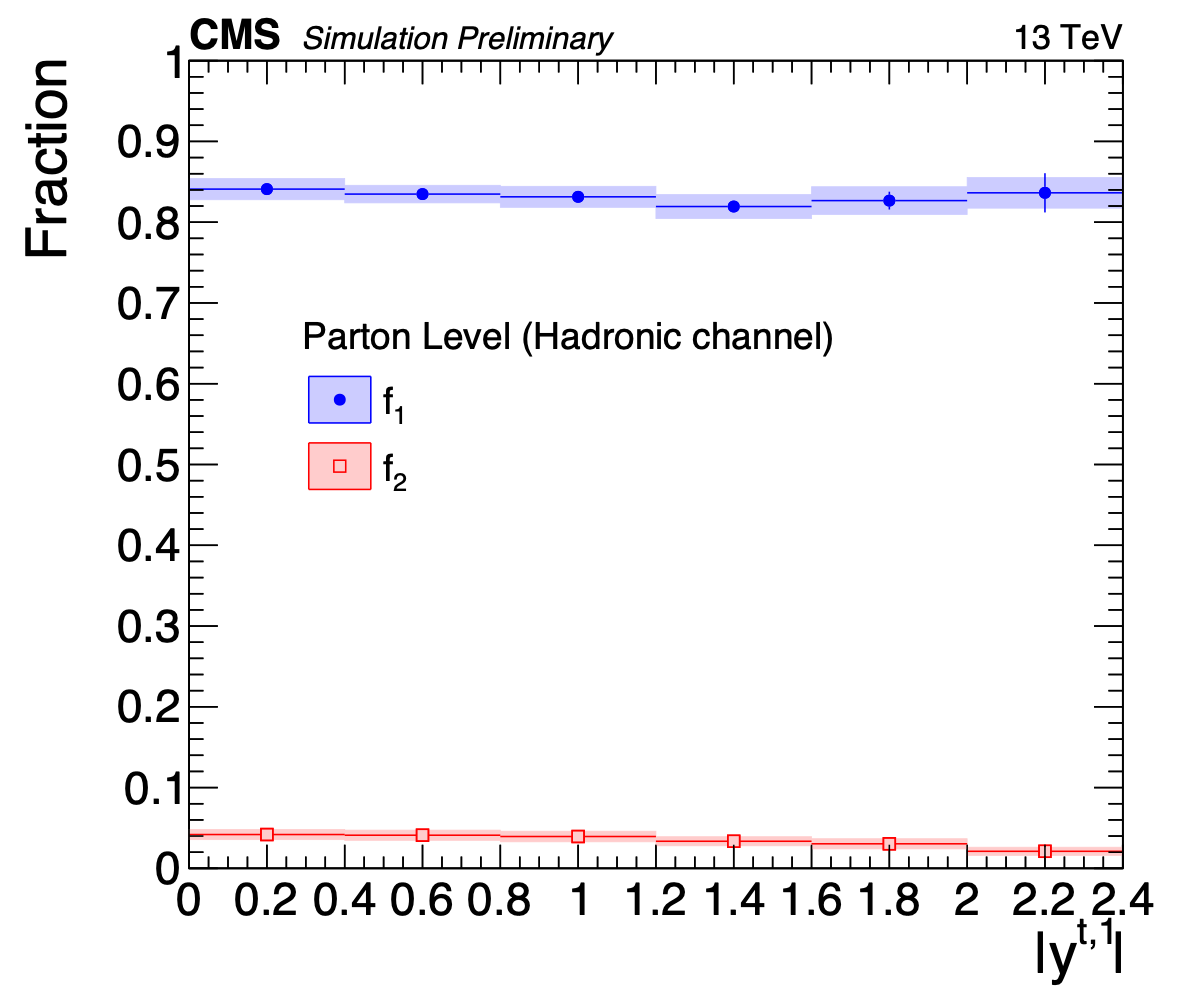 CMS Simulation Preliminary 13 TeV
Fraction
1
0.9
0.8
0.7
0.6
0.5
0.4
0.3
0.2
0.1
0
Parton Level (Hadronic channel)
f1
f2
0 0.2 0.4 0.6 0.8 1 1.2 1.4 1.6 1.8 2 2.2 2.4
|y^{t,1}|